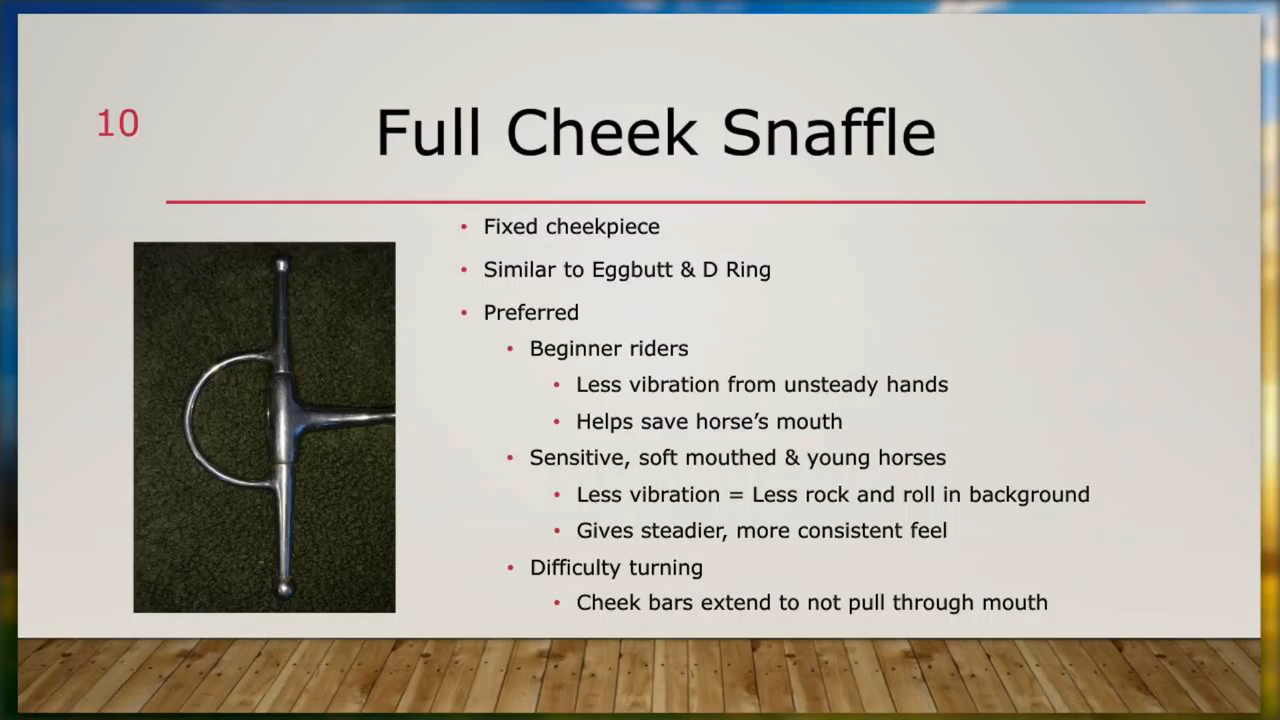 10
Full Cheek Snaffle
• Fixed cheekpiece
• Similar to Eggbutt & D Ring
• Preferred
• Beginner riders
• Less vibration from unsteady hands
• Helps save horse’s mouth
• Sensitive, soft mouthed & young horses
• Less vibration = Less rock and roll in background
• Gives steadier, more consistent feel
• Difficulty turning
• Cheek bars extend to not pull through mouth